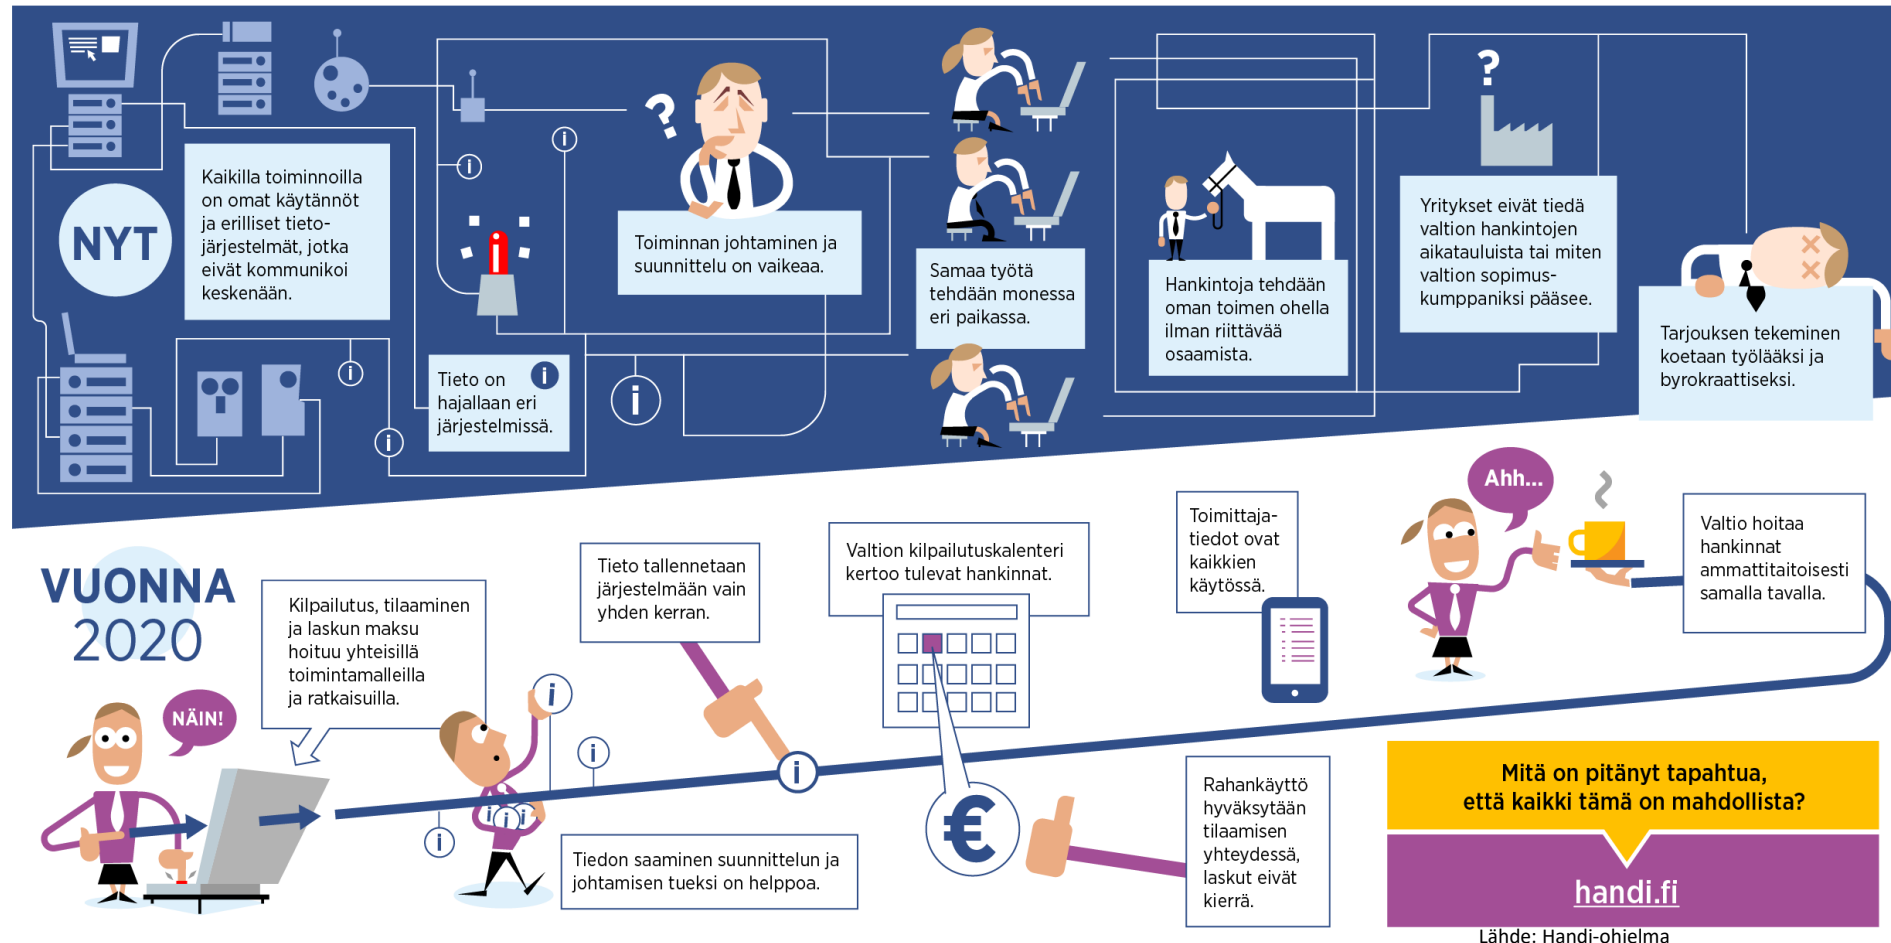 NYT
Kaikilla toiminnoilla
on omat käytännöt
ja erilliset tieto-
järjestelmät, jotka
eivät kommunikoi
keskenään.
i
i
i
i
i
Tieto on
hajallaan eri
järjestelmissä.
i
?
Toiminnan johtaminen ja
suunnittelu on vaikeaa.
Samaa työtä
tehdään monessa
eri paikassa.
Hankintoja tehdään
oman toimen ohella
ilman riittävää
osaamista.
?
Yritykset eivät tiedä
valtion hankintojen
aikatauluista tai miten
valtion sopimus-
kumppaniksi pääsee.
Tarjouksen tekeminen
koetaan työlääksi ja
byrokraattiseksi.
VUONNA
2020
NÄIN!
Kilpailutus, tilaaminen
ja laskun maksu
hoituu yhteisillä
toimintamalleilla
ja ratkaisuilla.
i
i
i
i
i
i
Tiedon saaminen suunnittelun ja
johtamisen tueksi on helppoa.
Tieto tallennetaan
järjestelmään vain
yhden kerran.
i
Valtion kilpailutuskalenteri
kertoo tulevat hankinnat.
€
Rahankäyttö
hyväksytään
tilaamisen
yhteydessä,
laskut eivät
kierrä.
Toimittaja-
tiedot ovat
kaikkien
käytössä.
Ahh...
Valtio hoitaa
hankinnat
ammattitaitoisesti
samalla tavalla.
Mitä on pitänyt tapahtua,
että kaikki tämä on mahdollista?
handi.fi
Lähde: Handi-ohjelma